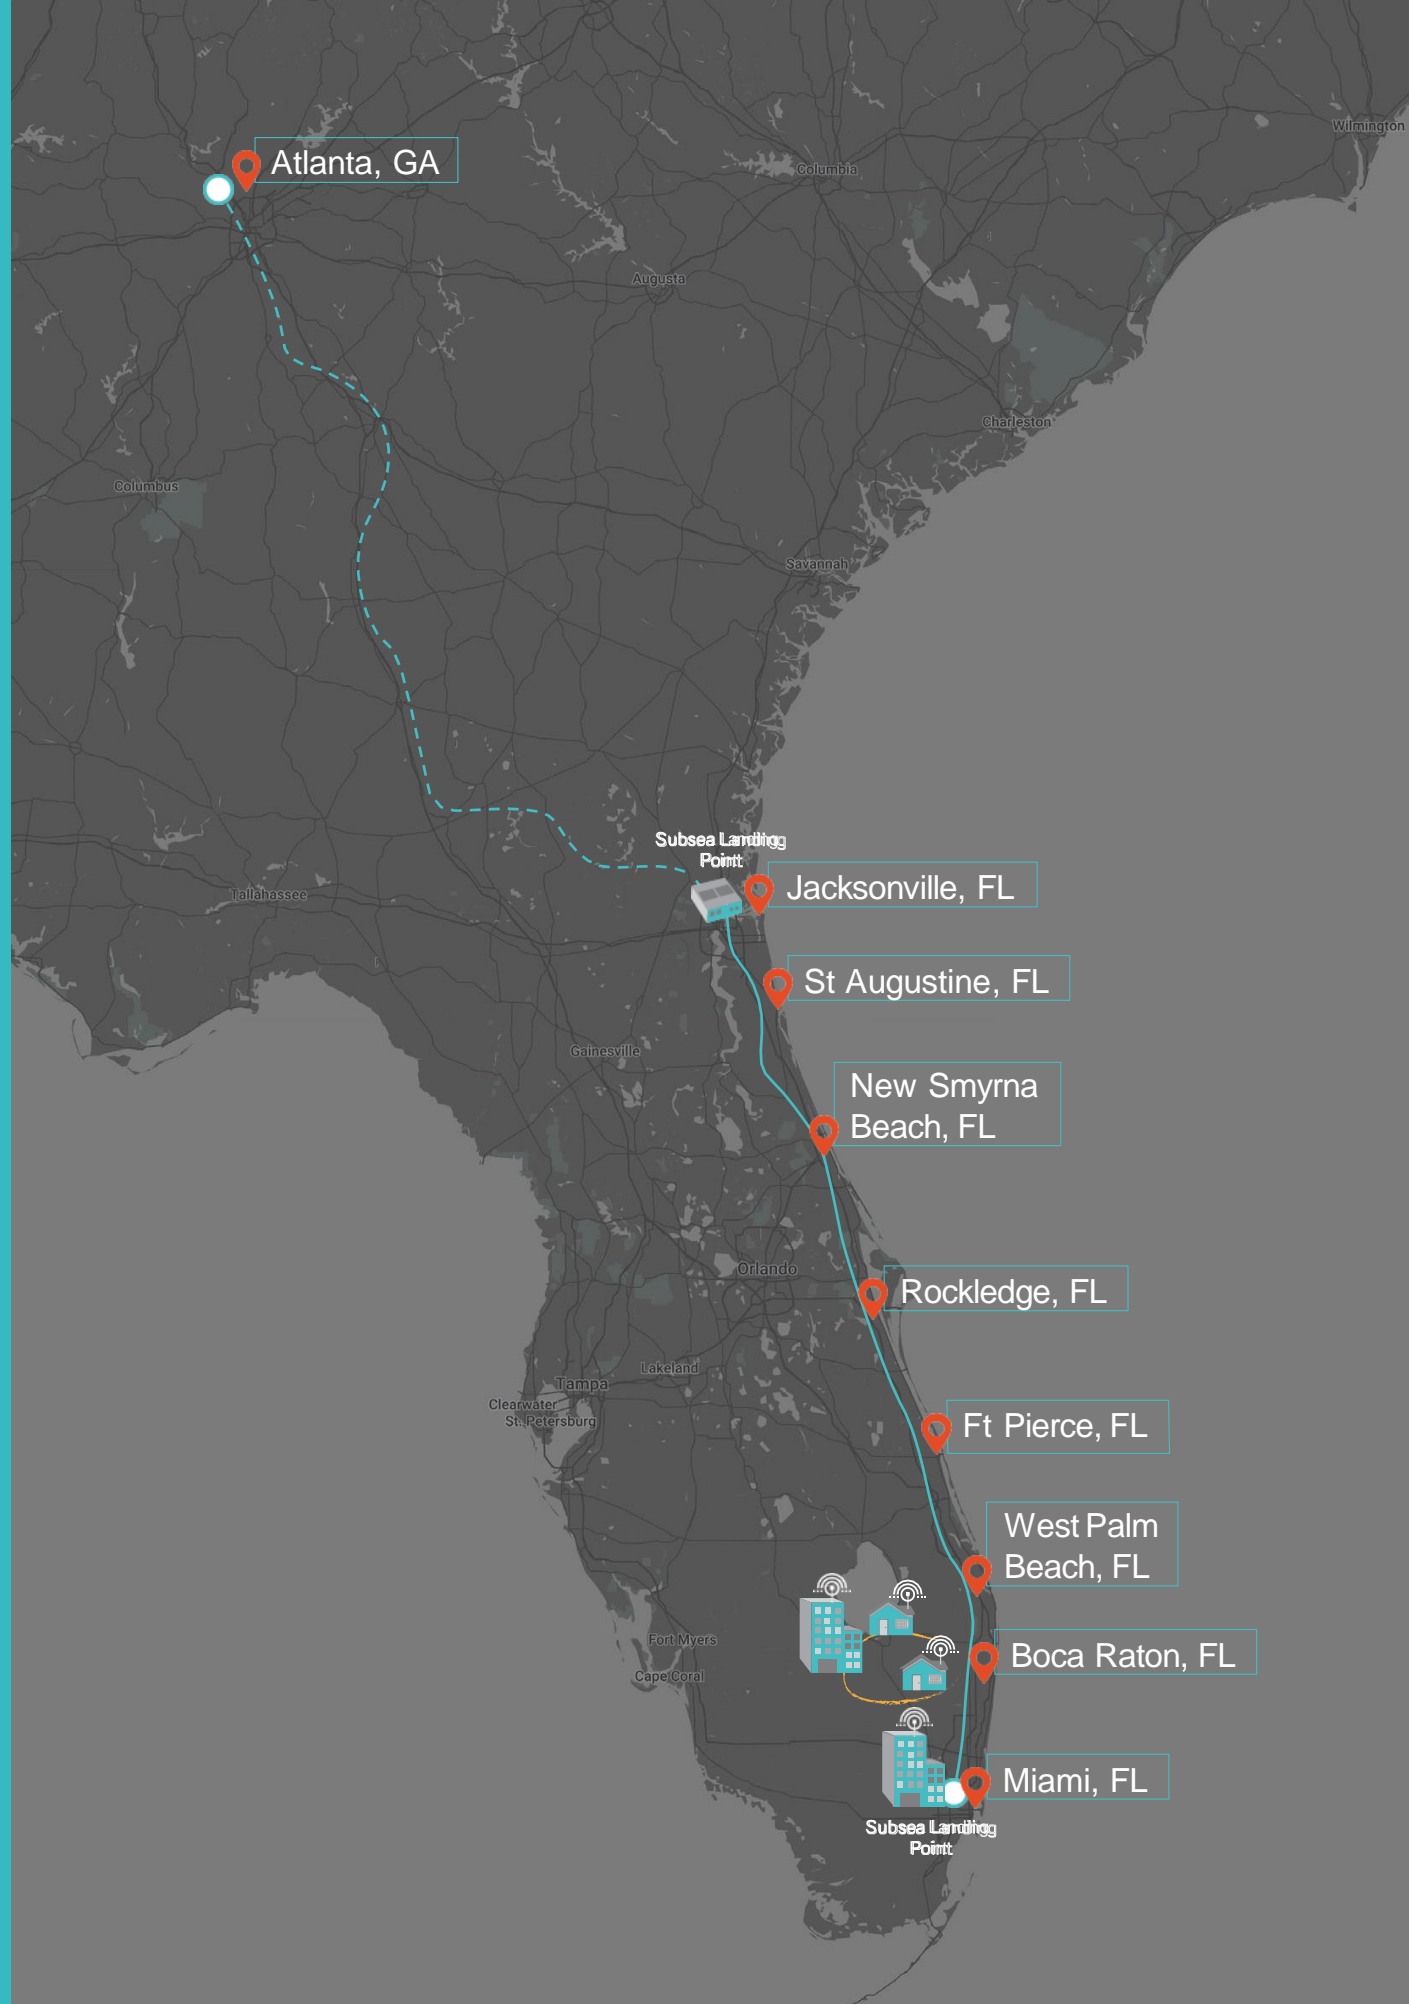 Wilmington
Atlanta, GA
Columbia
Augusta
Charleston
Columbus
Savannah
Subsea Landing
Point
Jacksonville, FL
Tallahassee
St Augustine, FL
Gainesville
New Smyrna
Beach, FL
Orlando
Rockledge, FL
Lakeland
Tampa
Clearwater
St. Petersburg
Ft Pierce, FL
West Palm
Beach, FL
Fort Myers
Boca Raton, FL
Cape Coral
Miami, FL
Subsea Landing
Point